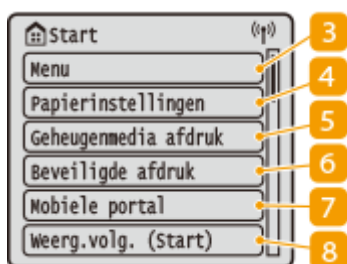 Start
Menu
3
Papierinstellingen
4
Geheugenmedia afdruk
5
Beveiligde afdruk
6
Mobiele portal
7
Weerg.volg. (Start)
8